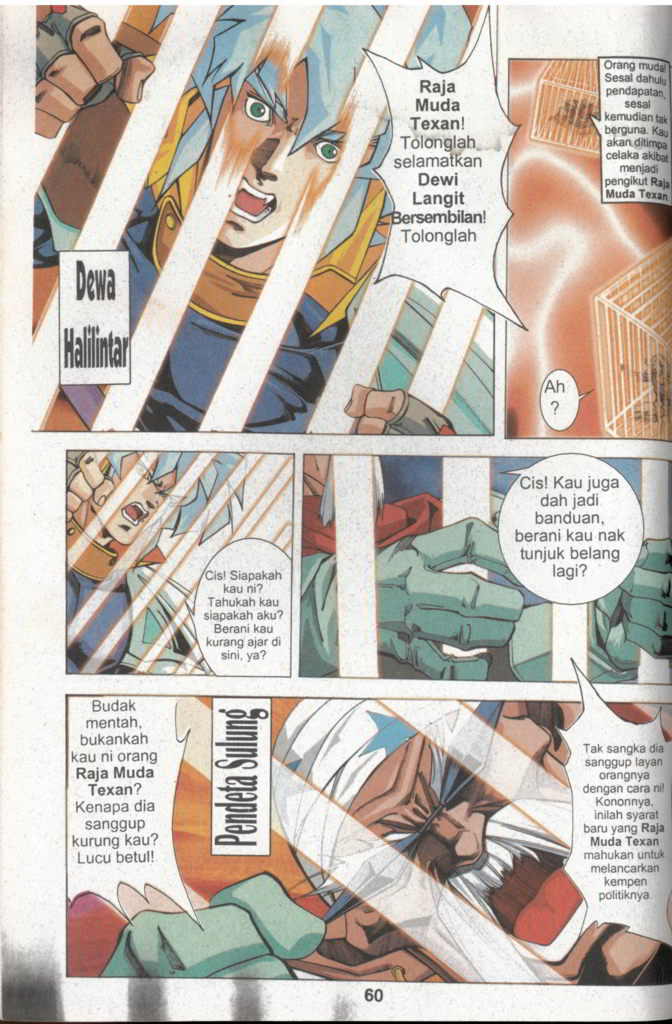 Raja
Muda
Texan!
Tolonglah
selamatkan
Dewi
Langit
Bersembilan!
Tolonglah
Dewa
Halilintar
Orang muda!
Sesal dahulu
pendapatan,
sesal
kemudian tak
berguna. Kau
akan ditimpa
celaka akibat
menjadi
pengikut Raja
Muda Texan
Ah
?
Cis! Siapakah
kau ni?
Tahukah kau
siapakah aku?
Berani kau
kurang ajar di
sini, ya?
Cis! Kau juga
dah jadi
banduan,
berani kau nak
tunjuk belang
lagi?
Budak
mentah,
bukankah
kau ni orang
Raja Muda
Texan?
Kenapa dia
sanggup
kurung kau?
Lucu betul!
Pendeta Sulung
Tak sangka dia
sanggup layan
orangnya
dengan cara ni!
Kononnya,
inilah syarat
baru yang Raja
Muda Texan
mahukan untuk
melancarkan
kempen
politiknya.
60